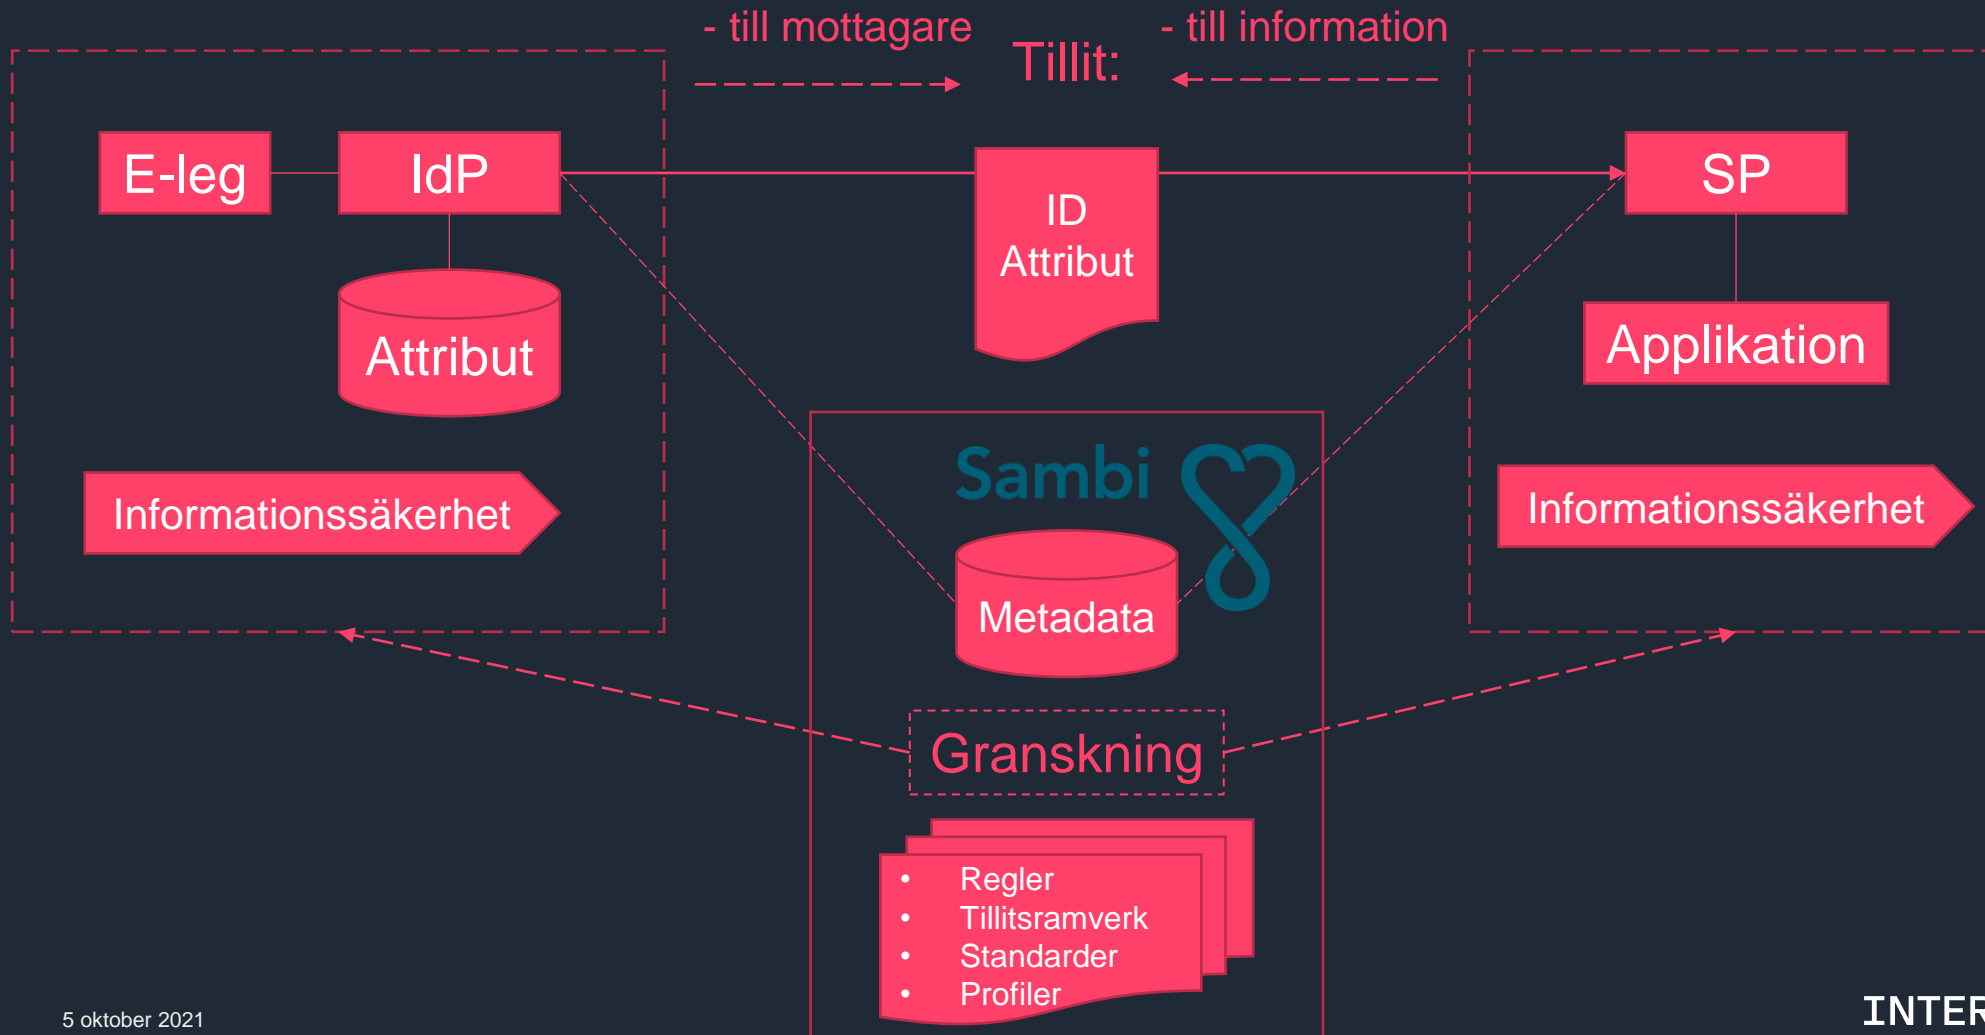 - till mottagare
Tillit:
- till information
E-leg
IdP
ID
Attribut
SP
Attribut
Applikation
Sambi
Informationssäkerhet
Informationssäkerhet
Metadata
Granskning
• Regler
• Tillitsramverk
• Standarder
• Profiler
5 oktober 2021
INTER